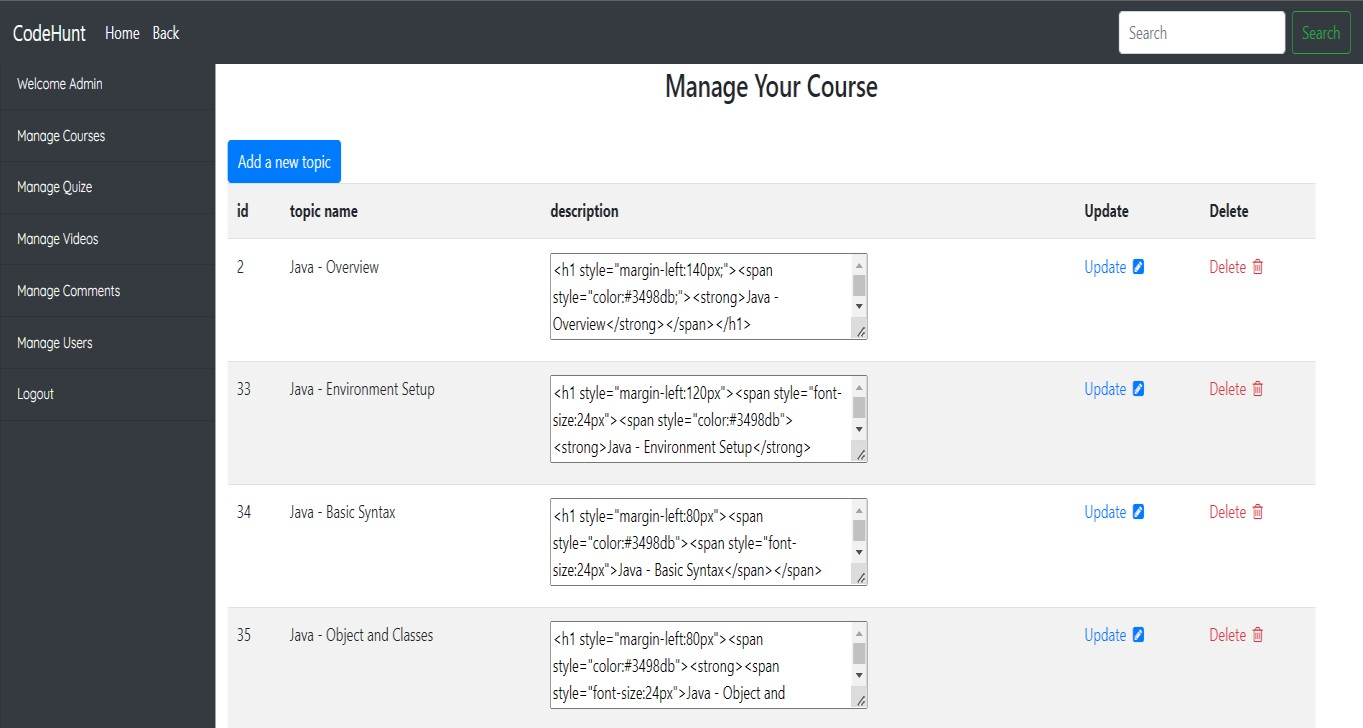 CodeHunt Home Back Search Search
Welcome Admin
Manage Courses
Manage Quize
Manage Videos
Manage Comments
Manage Users
Logout
Manage Your Course
Add a new topic
id topic name description Update Delete
2 Java - Overview <h1 style="margin-left:140px;"><span
style="color:#3498db;"><strong>Java -
Overview</strong></span></h1>
Update Delete
33 Java - Environment Setup <h1 style="margin-left:120px"><span style="font-
size:24px"><span style="color:#3498db">
<strong>Java - Environment Setup</strong>
Update Delete
34 Java - Basic Syntax <h1 style="margin-left:80px"><span
style="color:#3498db"><span style="font-
size:24px">Java - Basic Syntax</span></span>
Update Delete
35 Java - Object and Classes <h1 style="margin-left:80px"><span
style="color:#3498db"><strong><span
style="font-size:24px">Java - Object and
Update Delete